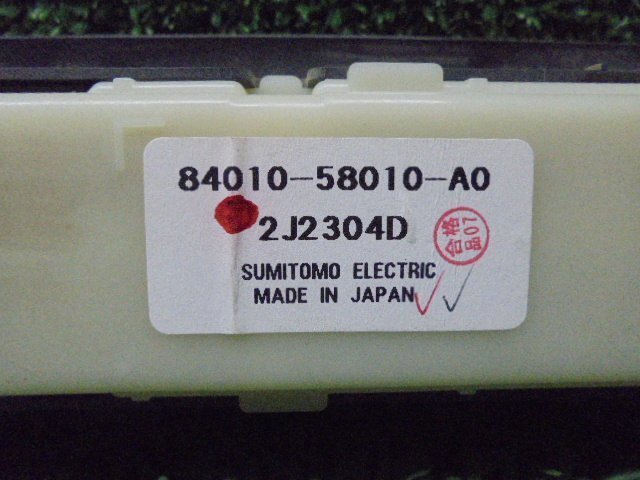 84010-58010-A0
2J2304D
合格
品07
SUMITOMO ELECTRIC
MADE IN JAPAN